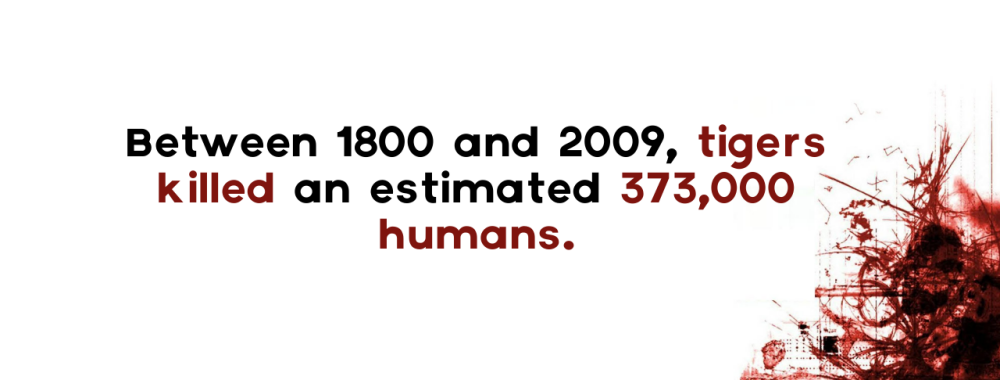 Between 1800 and 2009, tigers
killed an estimated 373,000
humans.